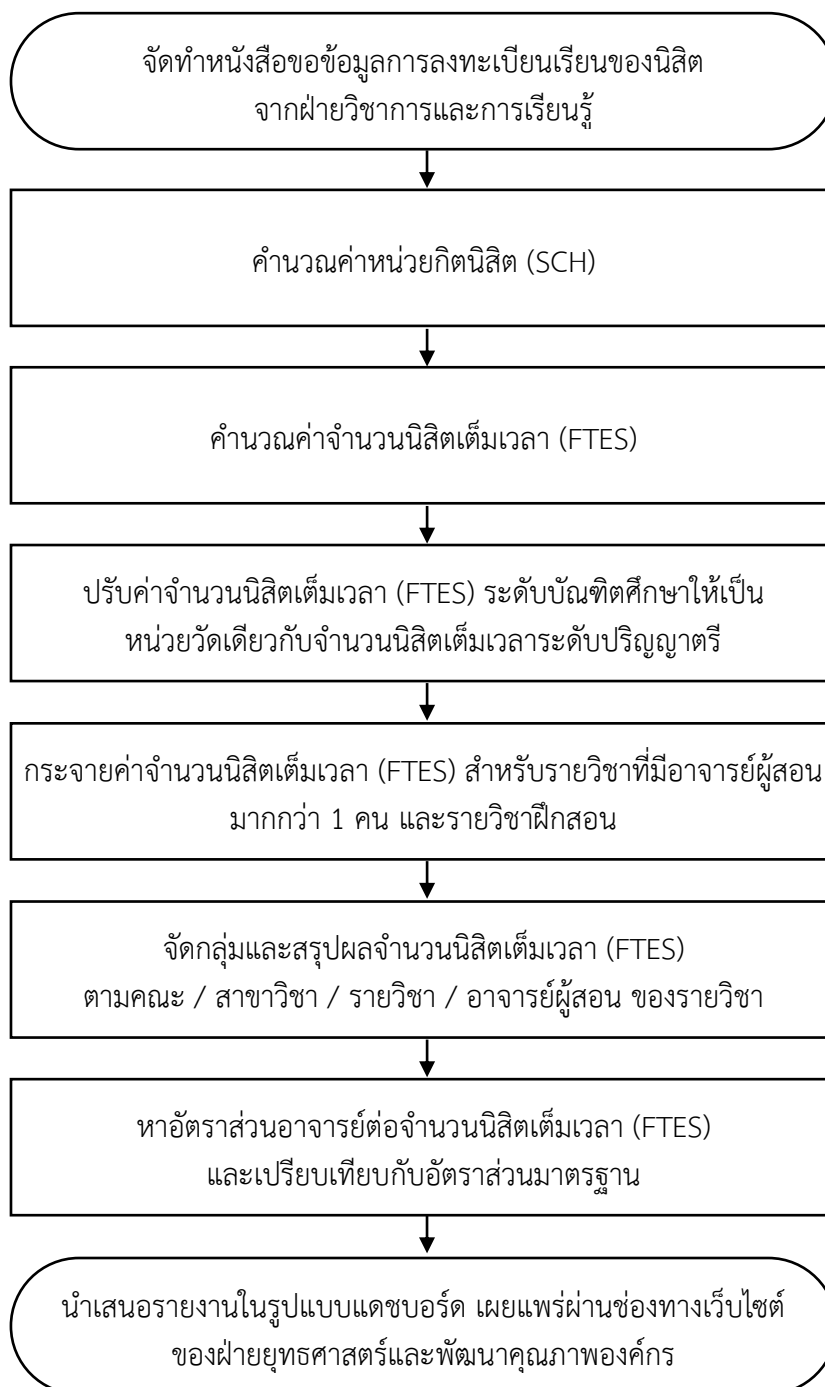 จัดทำหนังสือขอข้อมูลการลงทะเบียนเรียนของนิสิต
จากฝ่ายวิชาการและการเรียนรู้
คำนวณค่าหน่วยกิตนิสิต (SCH)
คำนวณค่าจำนวนนิสิตเต็มเวลา (FTES)
ปรับค่าจำนวนนิสิตเต็มเวลา (FTES) ระดับบัณฑิตศึกษาให้เป็น
หน่วยวัดเดียวกับจำนวนนิสิตเต็มเวลาระดับปริญญาตรี
กระจายค่าจำนวนนิสิตเต็มเวลา (FTES) สำหรับรายวิชาที่มีอาจารย์ผู้สอน
มากกว่า 1 คน และรายวิชาฝึกสอน
จัดกลุ่มและสรุปผลจำนวนนิสิตเต็มเวลา (FTES)
ตามคณะ / สาขาวิชา / รายวิชา / อาจารย์ผู้สอน ของรายวิชา
หาอัตราส่วนอาจารย์ต่อจำนวนนิสิตเต็มเวลา (FTES)
และเปรียบเทียบกับอัตราส่วนมาตรฐาน
นำเสนอรายงานในรูปแบบแดชบอร์ด เผยแพร่ผ่านช่องทางเว็บไซต์
ของฝ่ายยุทธศาสตร์และพัฒนาคุณภาพองค์กร